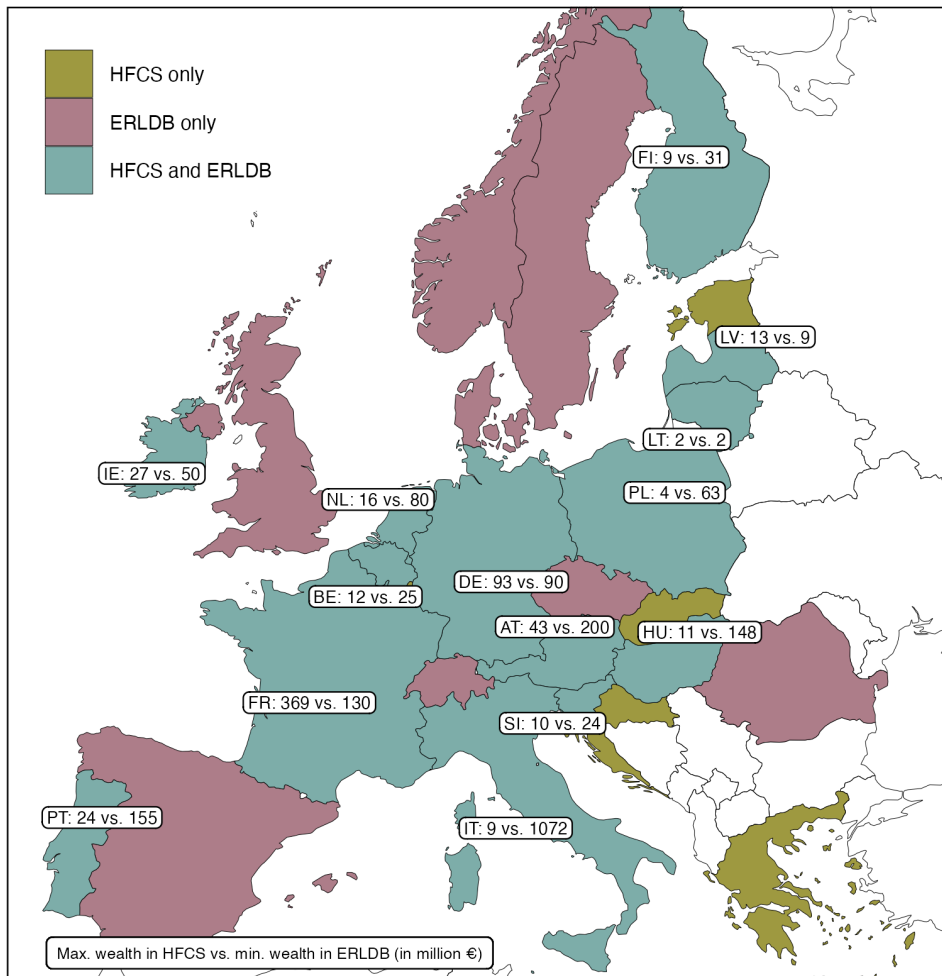 HFCS only
ERLDB only
HFCS and ERLDB
FI: 9 vs. 31
LV: 13 vs. 9
LT: 2 vs. 2
IE: 27 vs. 50
NL: 16 vs. 80
PL: 4 vs. 63
DE: 93 vs. 90
BE: 12 vs. 25
AT: 43 vs. 200
HU: 11 vs. 148
FR: 369 vs. 130
SI: 10 vs. 24
PT: 24 vs. 155
IT: 9 vs. 1072
Max. wealth in HFCS vs. min. wealth in ERLDB (in million €)